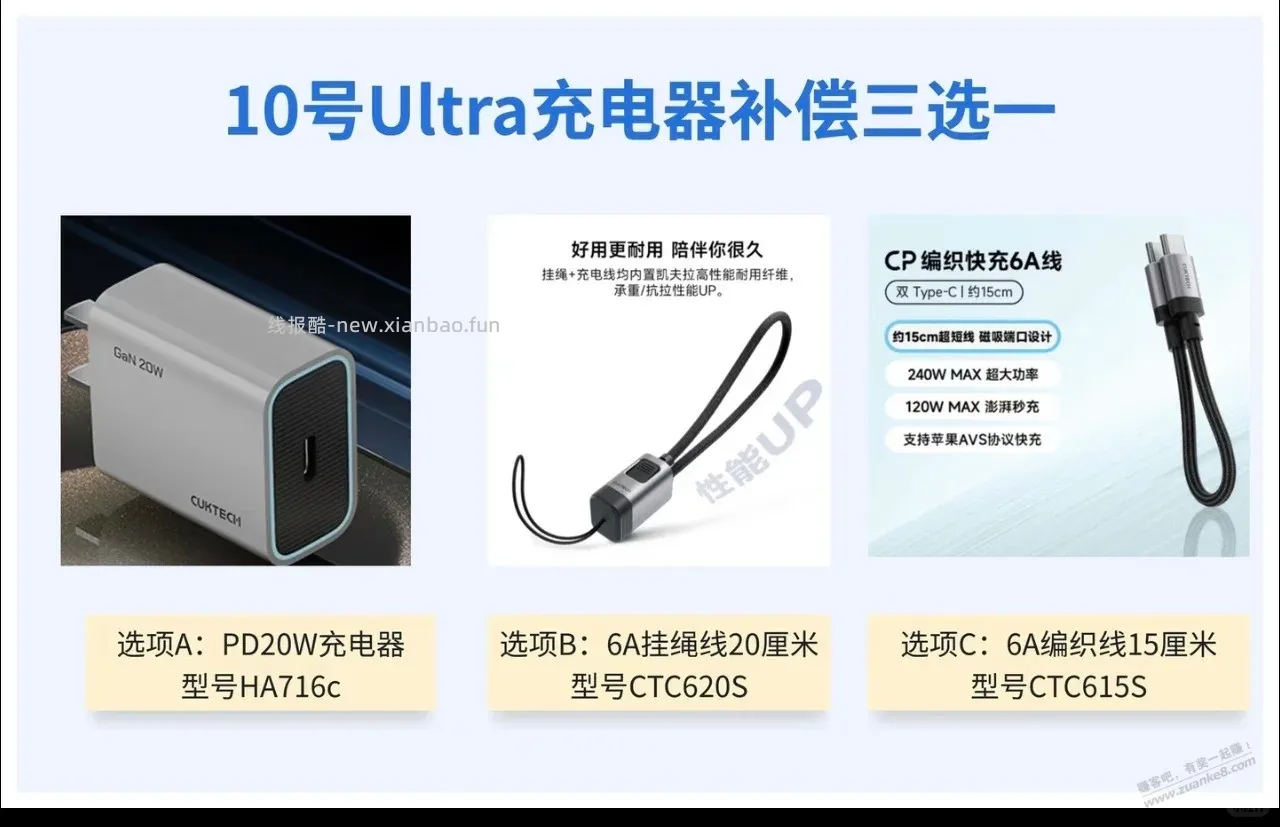 10号Ultra充电器补偿三选一
GaN 20W
CUKTECH
线报酷-new.xianbao.fun
好用更耐用 陪伴你很久
挂绳+充电线均内置凯夫拉高性能耐用纤维，
承重/抗拉性能UP。
性能UP
CP 编织快充6A线
双 Type-C | 约15cm
约15cm超短线 磁吸端口设计
240W MAX 超大功率
120W MAX 澎湃秒充
支持苹果AVS协议快充
CUKTECH
选项A：PD20W充电器
型号HA716c
选项B：6A挂绳线20厘米
型号CTC620S
选项C：6A编织线15厘米
型号CTC615S
赚客吧，有奖一起赚！
www.zuanke8.com